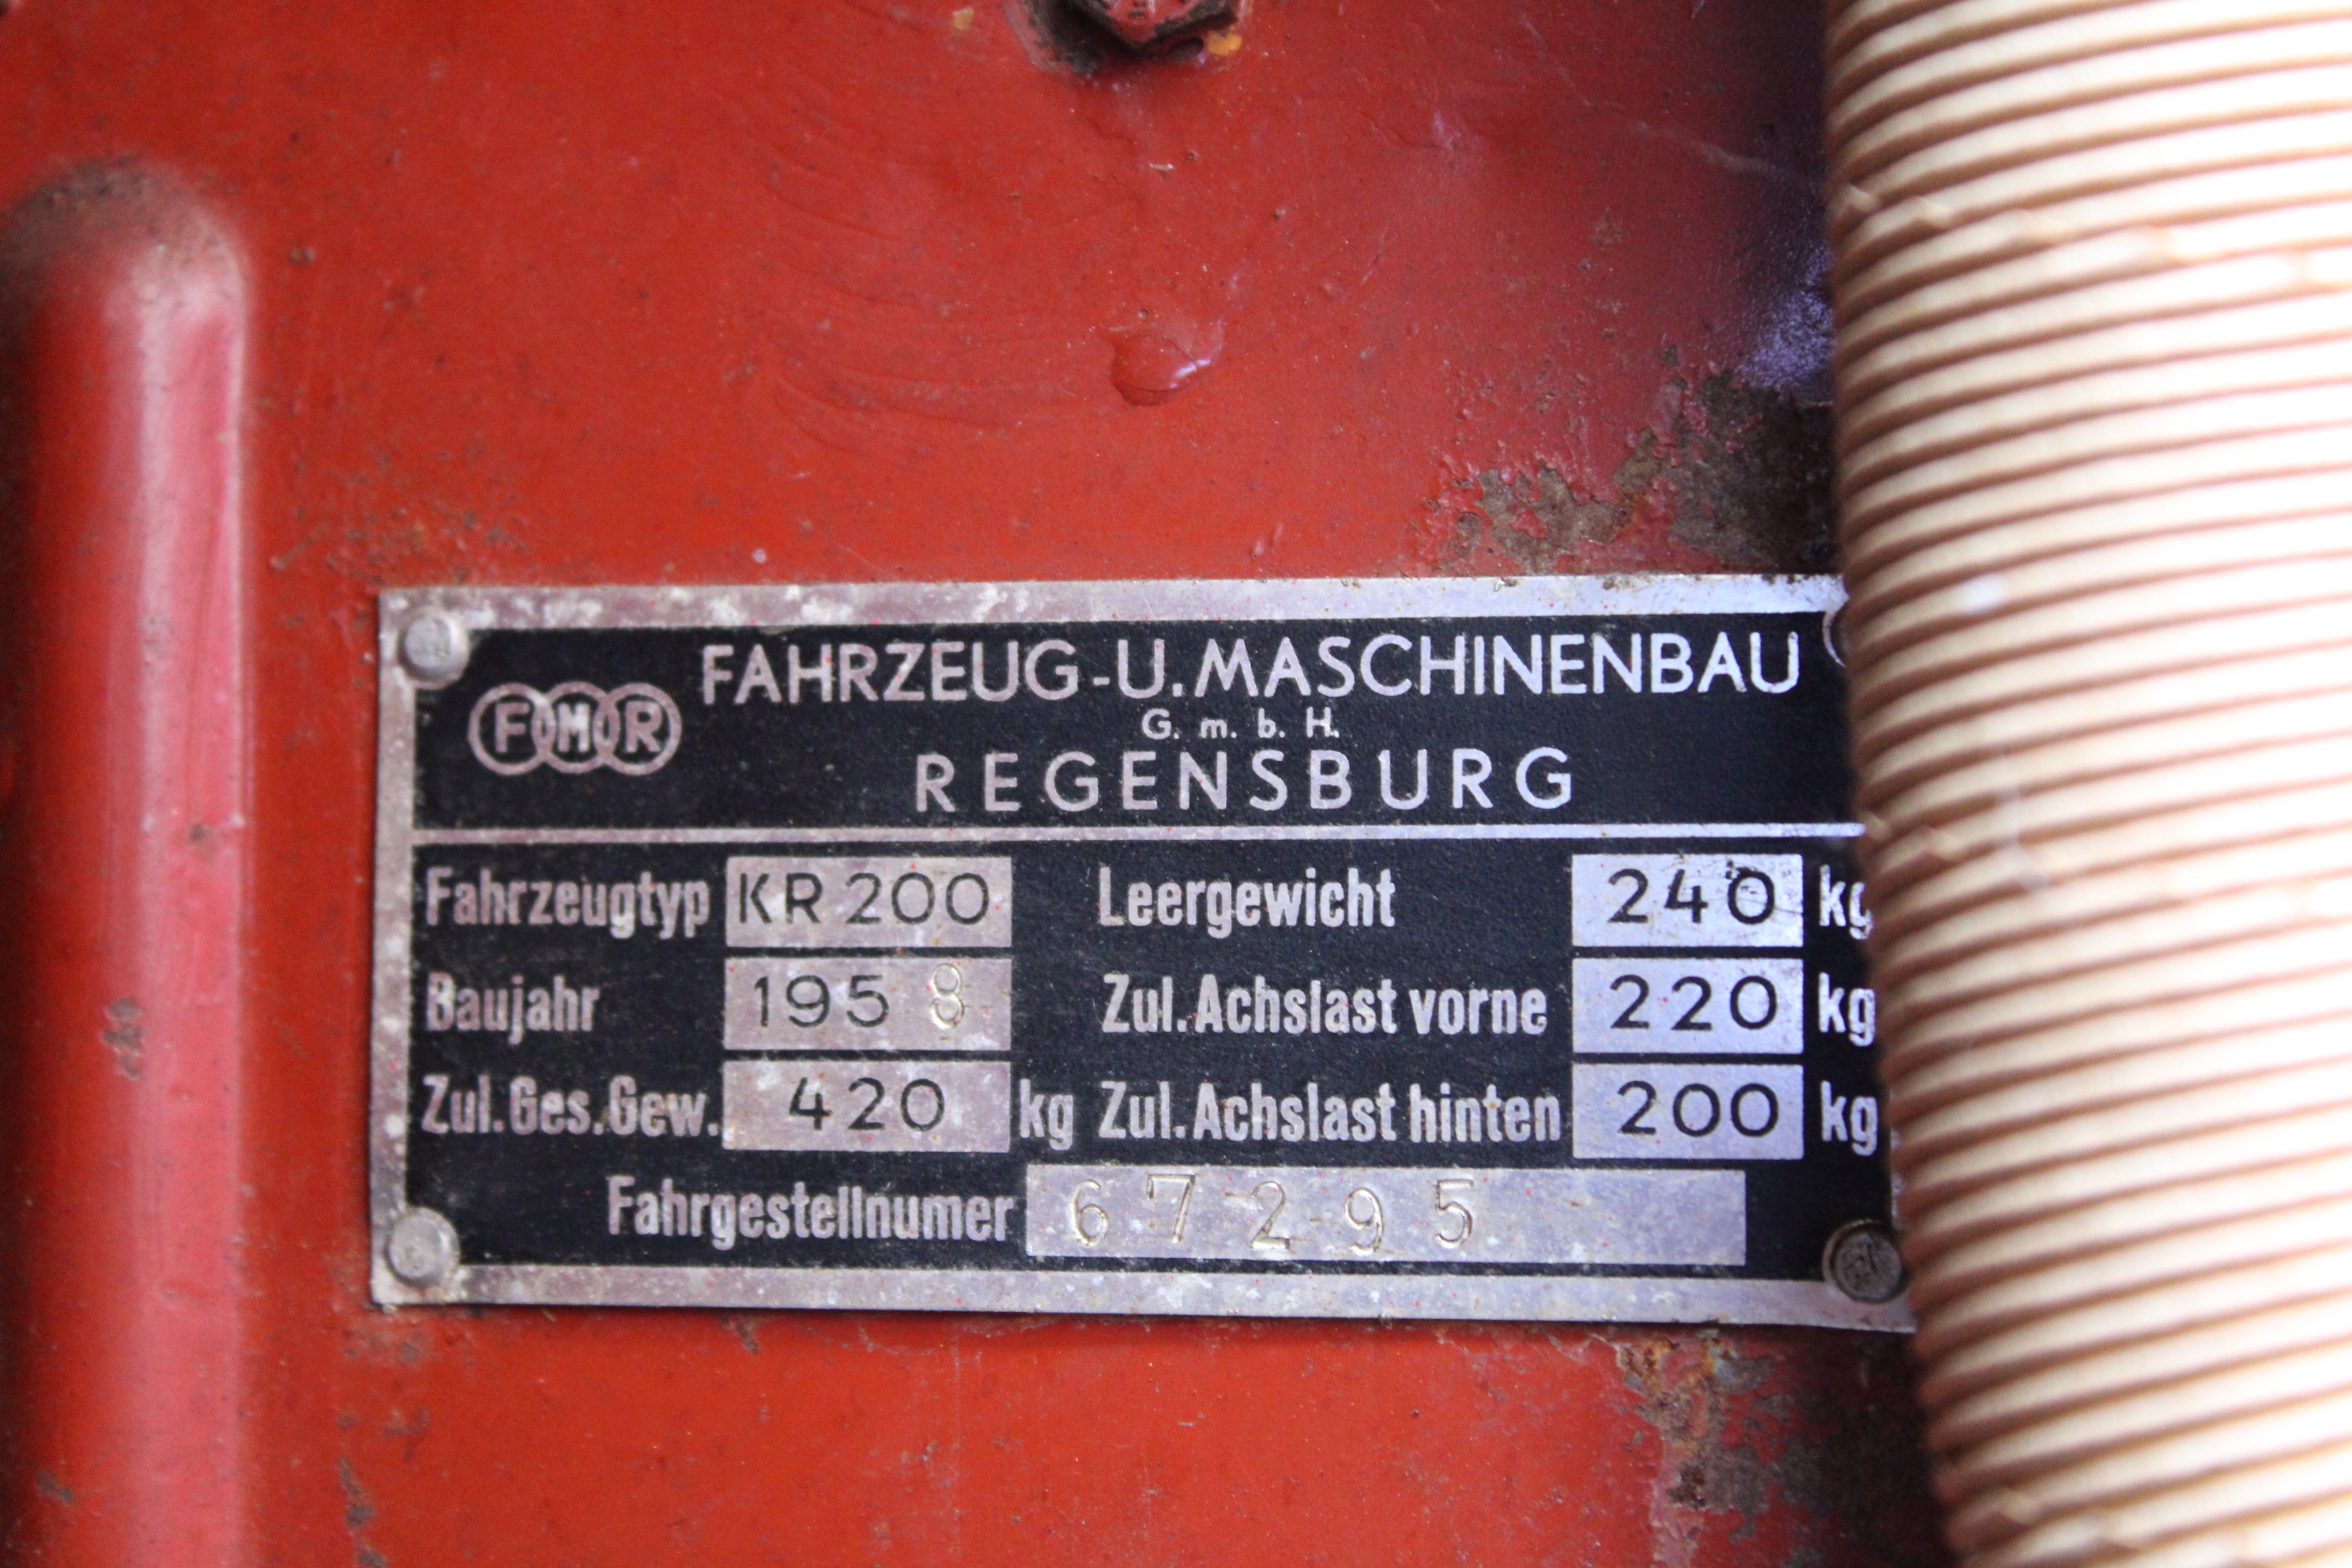 FMR FAHRZEUG-U.MASCHINENBAU
G. m. b. H.
REGENSBURG
Fahrzeugtyp KR 200 Leergewicht 240 kg
Baujahr 1958 Zul.Achslast vorne 220 kg
Zul.Ges.Gew. 420 kg Zul.Achslast hinten 200 kg
Fahrgestellnumer 67295